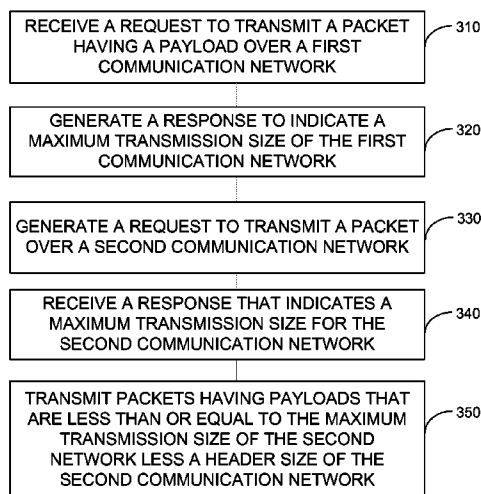 RECEIVE A REQUEST TO TRANSMIT A PACKET
HAVING A PAYLOAD OVER A FIRST
COMMUNICATION NETWORK
310
GENERATE A RESPONSE TO INDICATE A
MAXIMUM TRANSMISSION SIZE OF THE FIRST
COMMUNICATION NETWORK
320
GENERATE A REQUEST TO TRANSMIT A PACKET
OVER A SECOND COMMUNICATION NETWORK
330
RECEIVE A RESPONSE THAT INDICATES A
MAXIMUM TRANSMISSION SIZE FOR THE
SECOND COMMUNICATION NETWORK
340
TRANSMIT PACKETS HAVING PAYLOADS THAT
ARE LESS THAN OR EQUAL TO THE MAXIMUM
TRANSMISSION SIZE OF THE SECOND
NETWORK LESS A HEADER SIZE OF THE
SECOND COMMUNICATION NETWORK
350